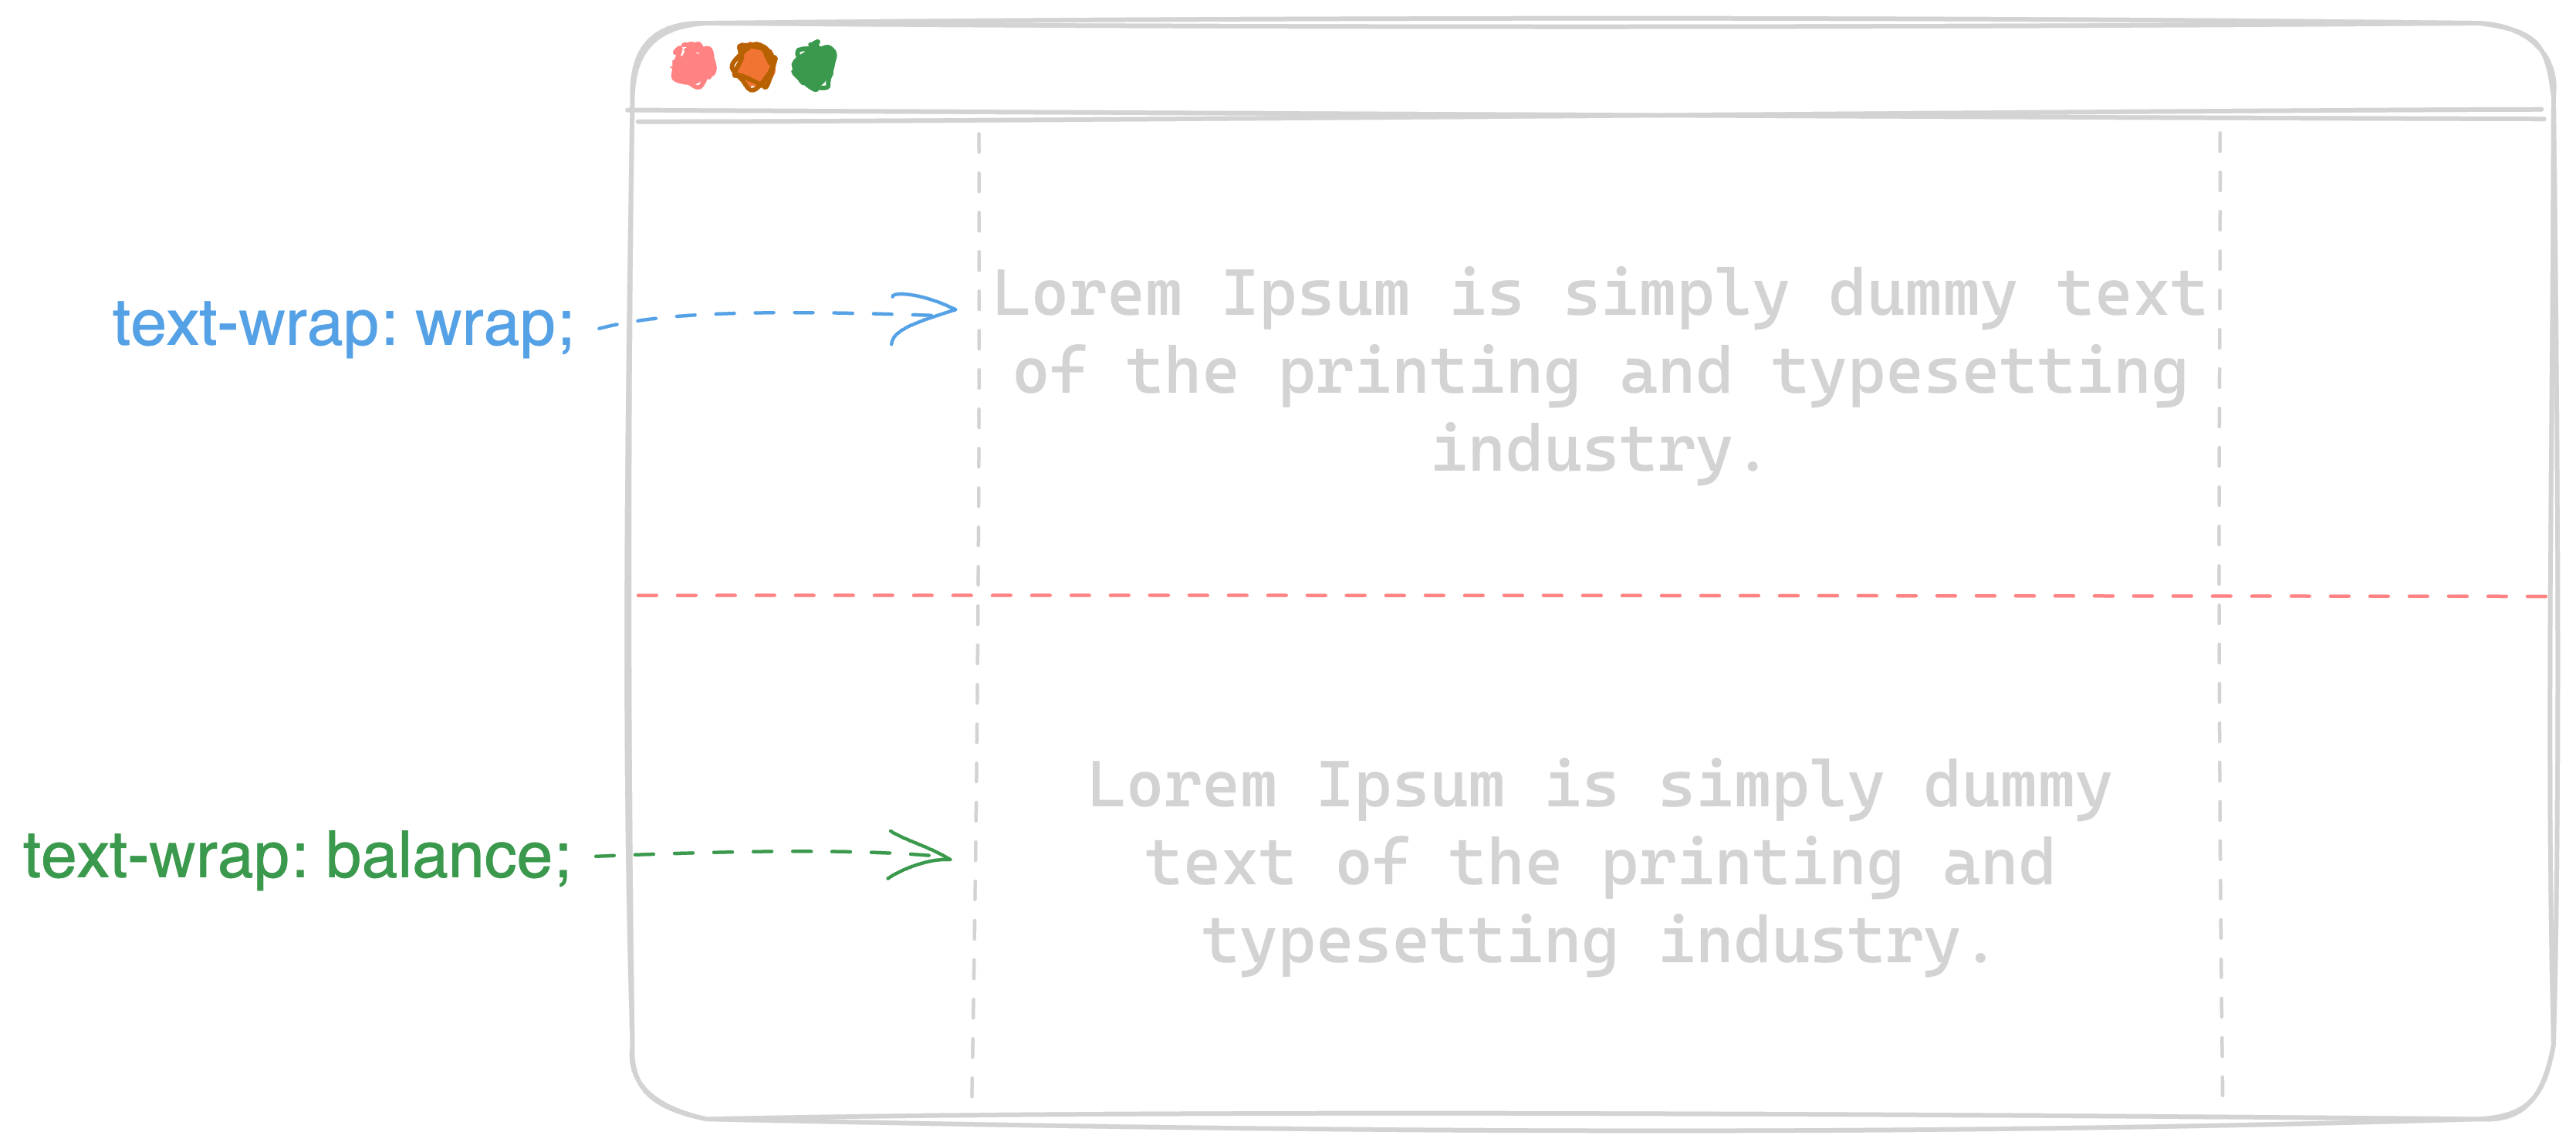 text-wrap: wrap;
Lorem Ipsum is simply dummy text
of the printing and typesetting
industry.
text-wrap: balance;
Lorem Ipsum is simply dummy
text of the printing and
typesetting industry.